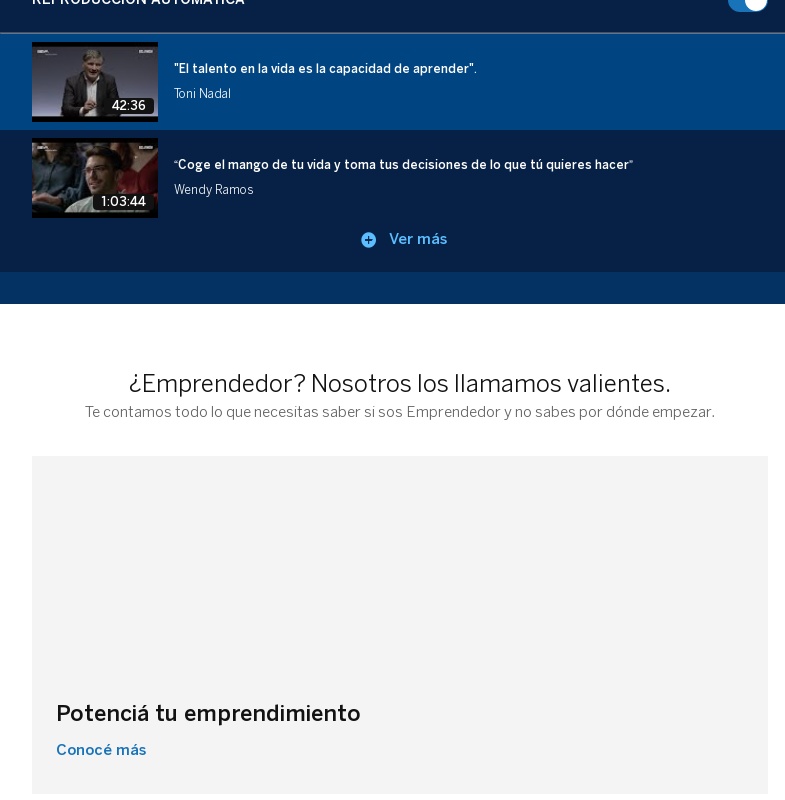 REPRODUCCIÓN AUTOMÁTICA
"El talento en la vida es la capacidad de aprender".
Toni Nadal
42:36
“Coge el mango de tu vida y toma tus decisiones de lo que tú quieres hacer”
Wendy Ramos
1:03:44
Ver más
¿Emprendedor? Nosotros los llamamos valientes.
Te contamos todo lo que necesitas saber si sos Emprendedor y no sabes por dónde empezar.
Potenciá tu emprendimiento
Conocé más